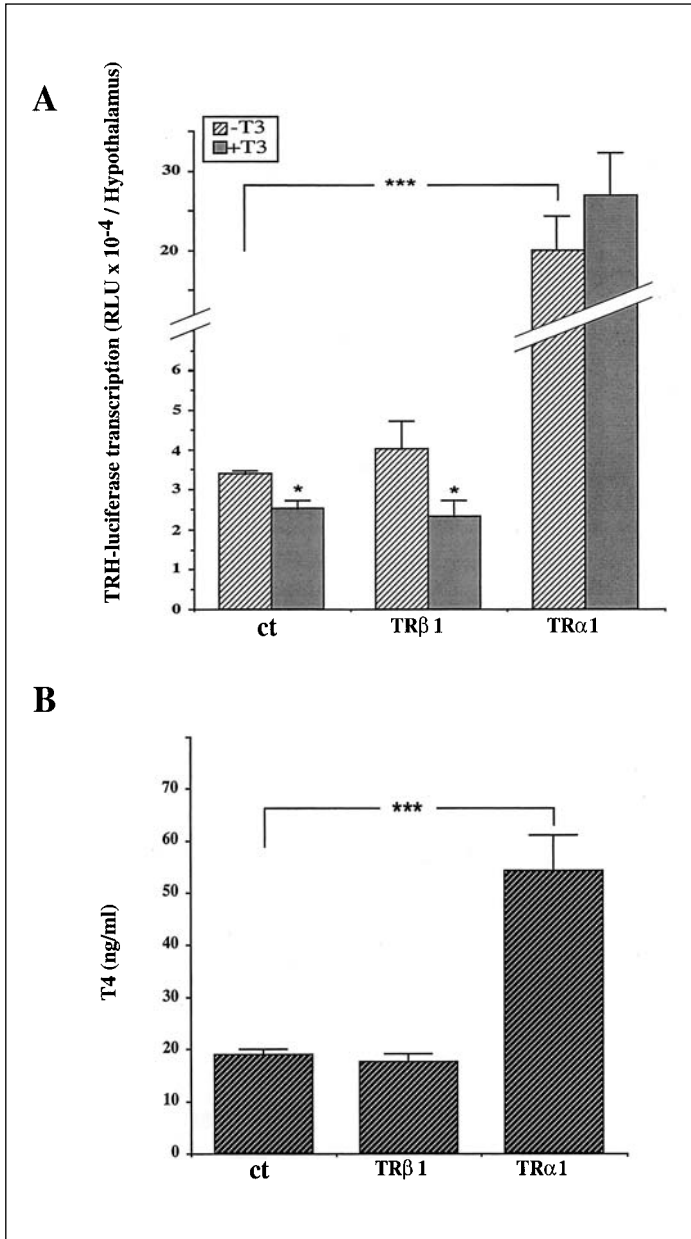 A
TRH-luciferase transcription (RLU x 10-4 / Hypothalamus)
-T3
+T3
30
20
6
5
4
3
2
1
0
***
*
*
ct
TRβ 1
TRα1
B
T4 (ng/ml)
70
60
50
40
30
20
10
0
***
ct
TRβ 1
TRα1